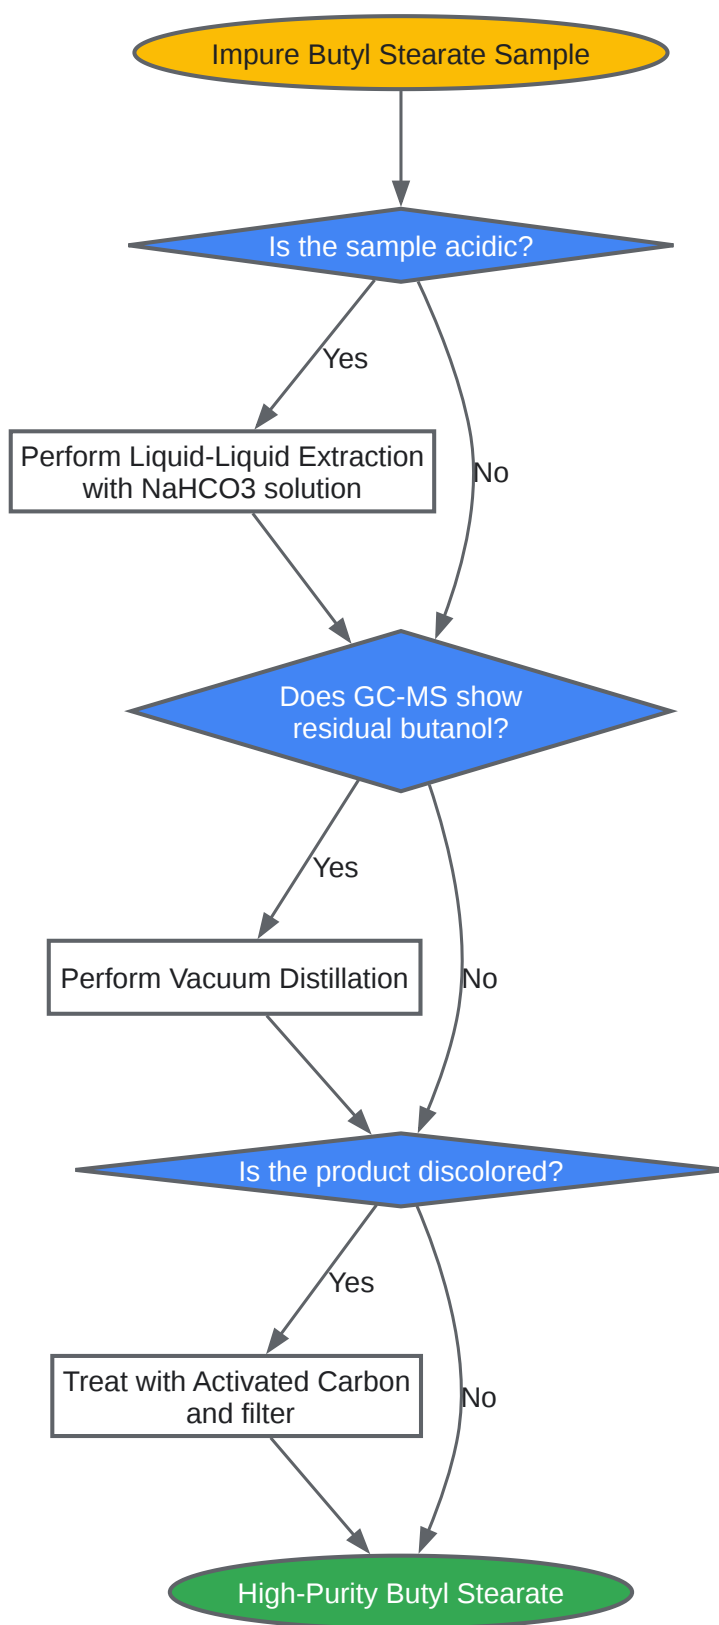 Impure Butyl Stearate Sample
Is the sample acidic?
Yes
Perform Liquid-Liquid Extraction
with NaHCO3 solution
No
Does GC-MS show
residual butanol?
Yes
Perform Vacuum Distillation
No
Is the product discolored?
Yes
Treat with Activated Carbon
and filter
No
High-Purity Butyl Stearate